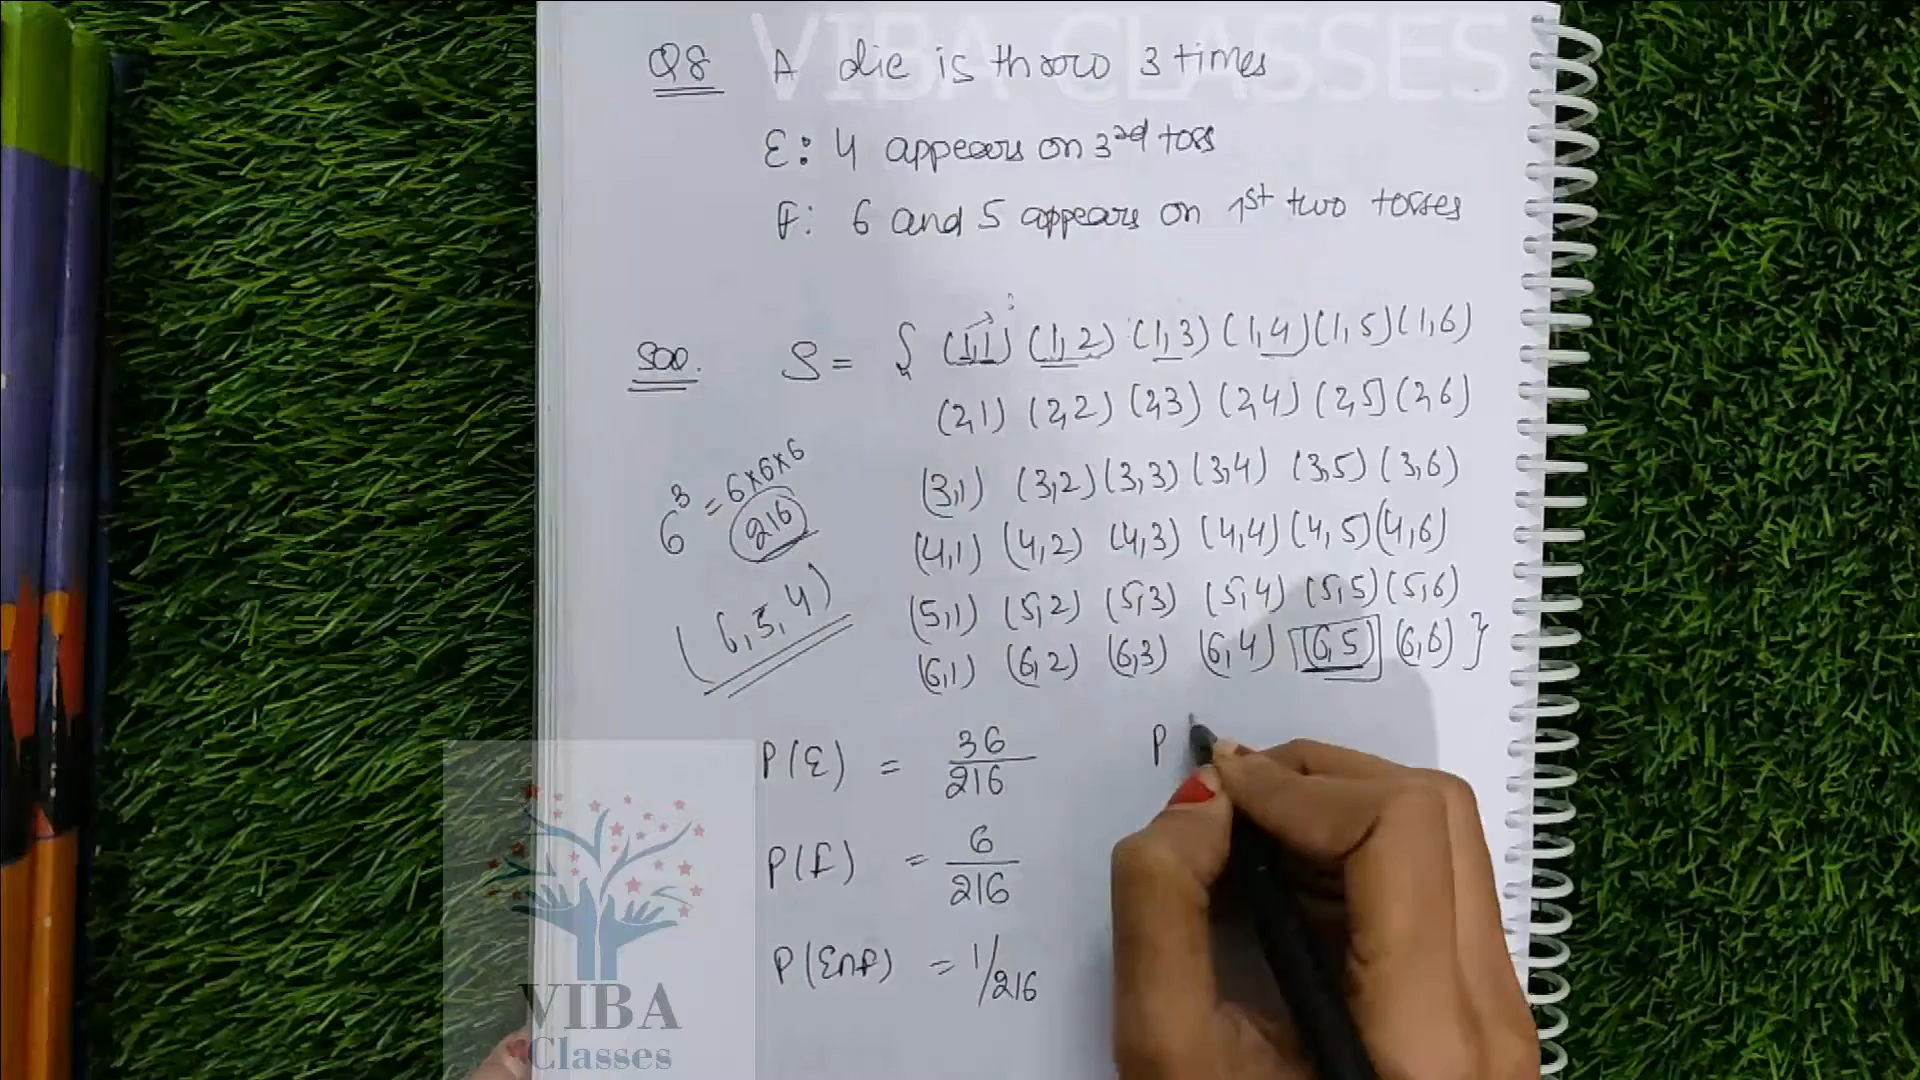 VIBA CLASSES
Q8 A die is throw 3 times
E: 4 appears on 3rd toss
F: 6 and 5 appears on 1st two tosses
S = { (1,1) (1,2) (1,3) (1,4) (1,5) (1,6)
(2,1) (2,2) (2,3) (2,4) (2,5) (2,6)
(3,1) (3,2) (3,3) (3,4) (3,5) (3,6)
(4,1) (4,2) (4,3) (4,4) (4,5) (4,6)
(5,1) (5,2) (5,3) (5,4) (5,5) (5,6)
(6,1) (6,2) (6,3) (6,4) (6,5) (6,6) }
6³ = 6×6×6
216
(6,5,4)
P(E) = 36/216
P
P(F) = 6/216
P(E∩F) = 1/216
VIBA
Classes